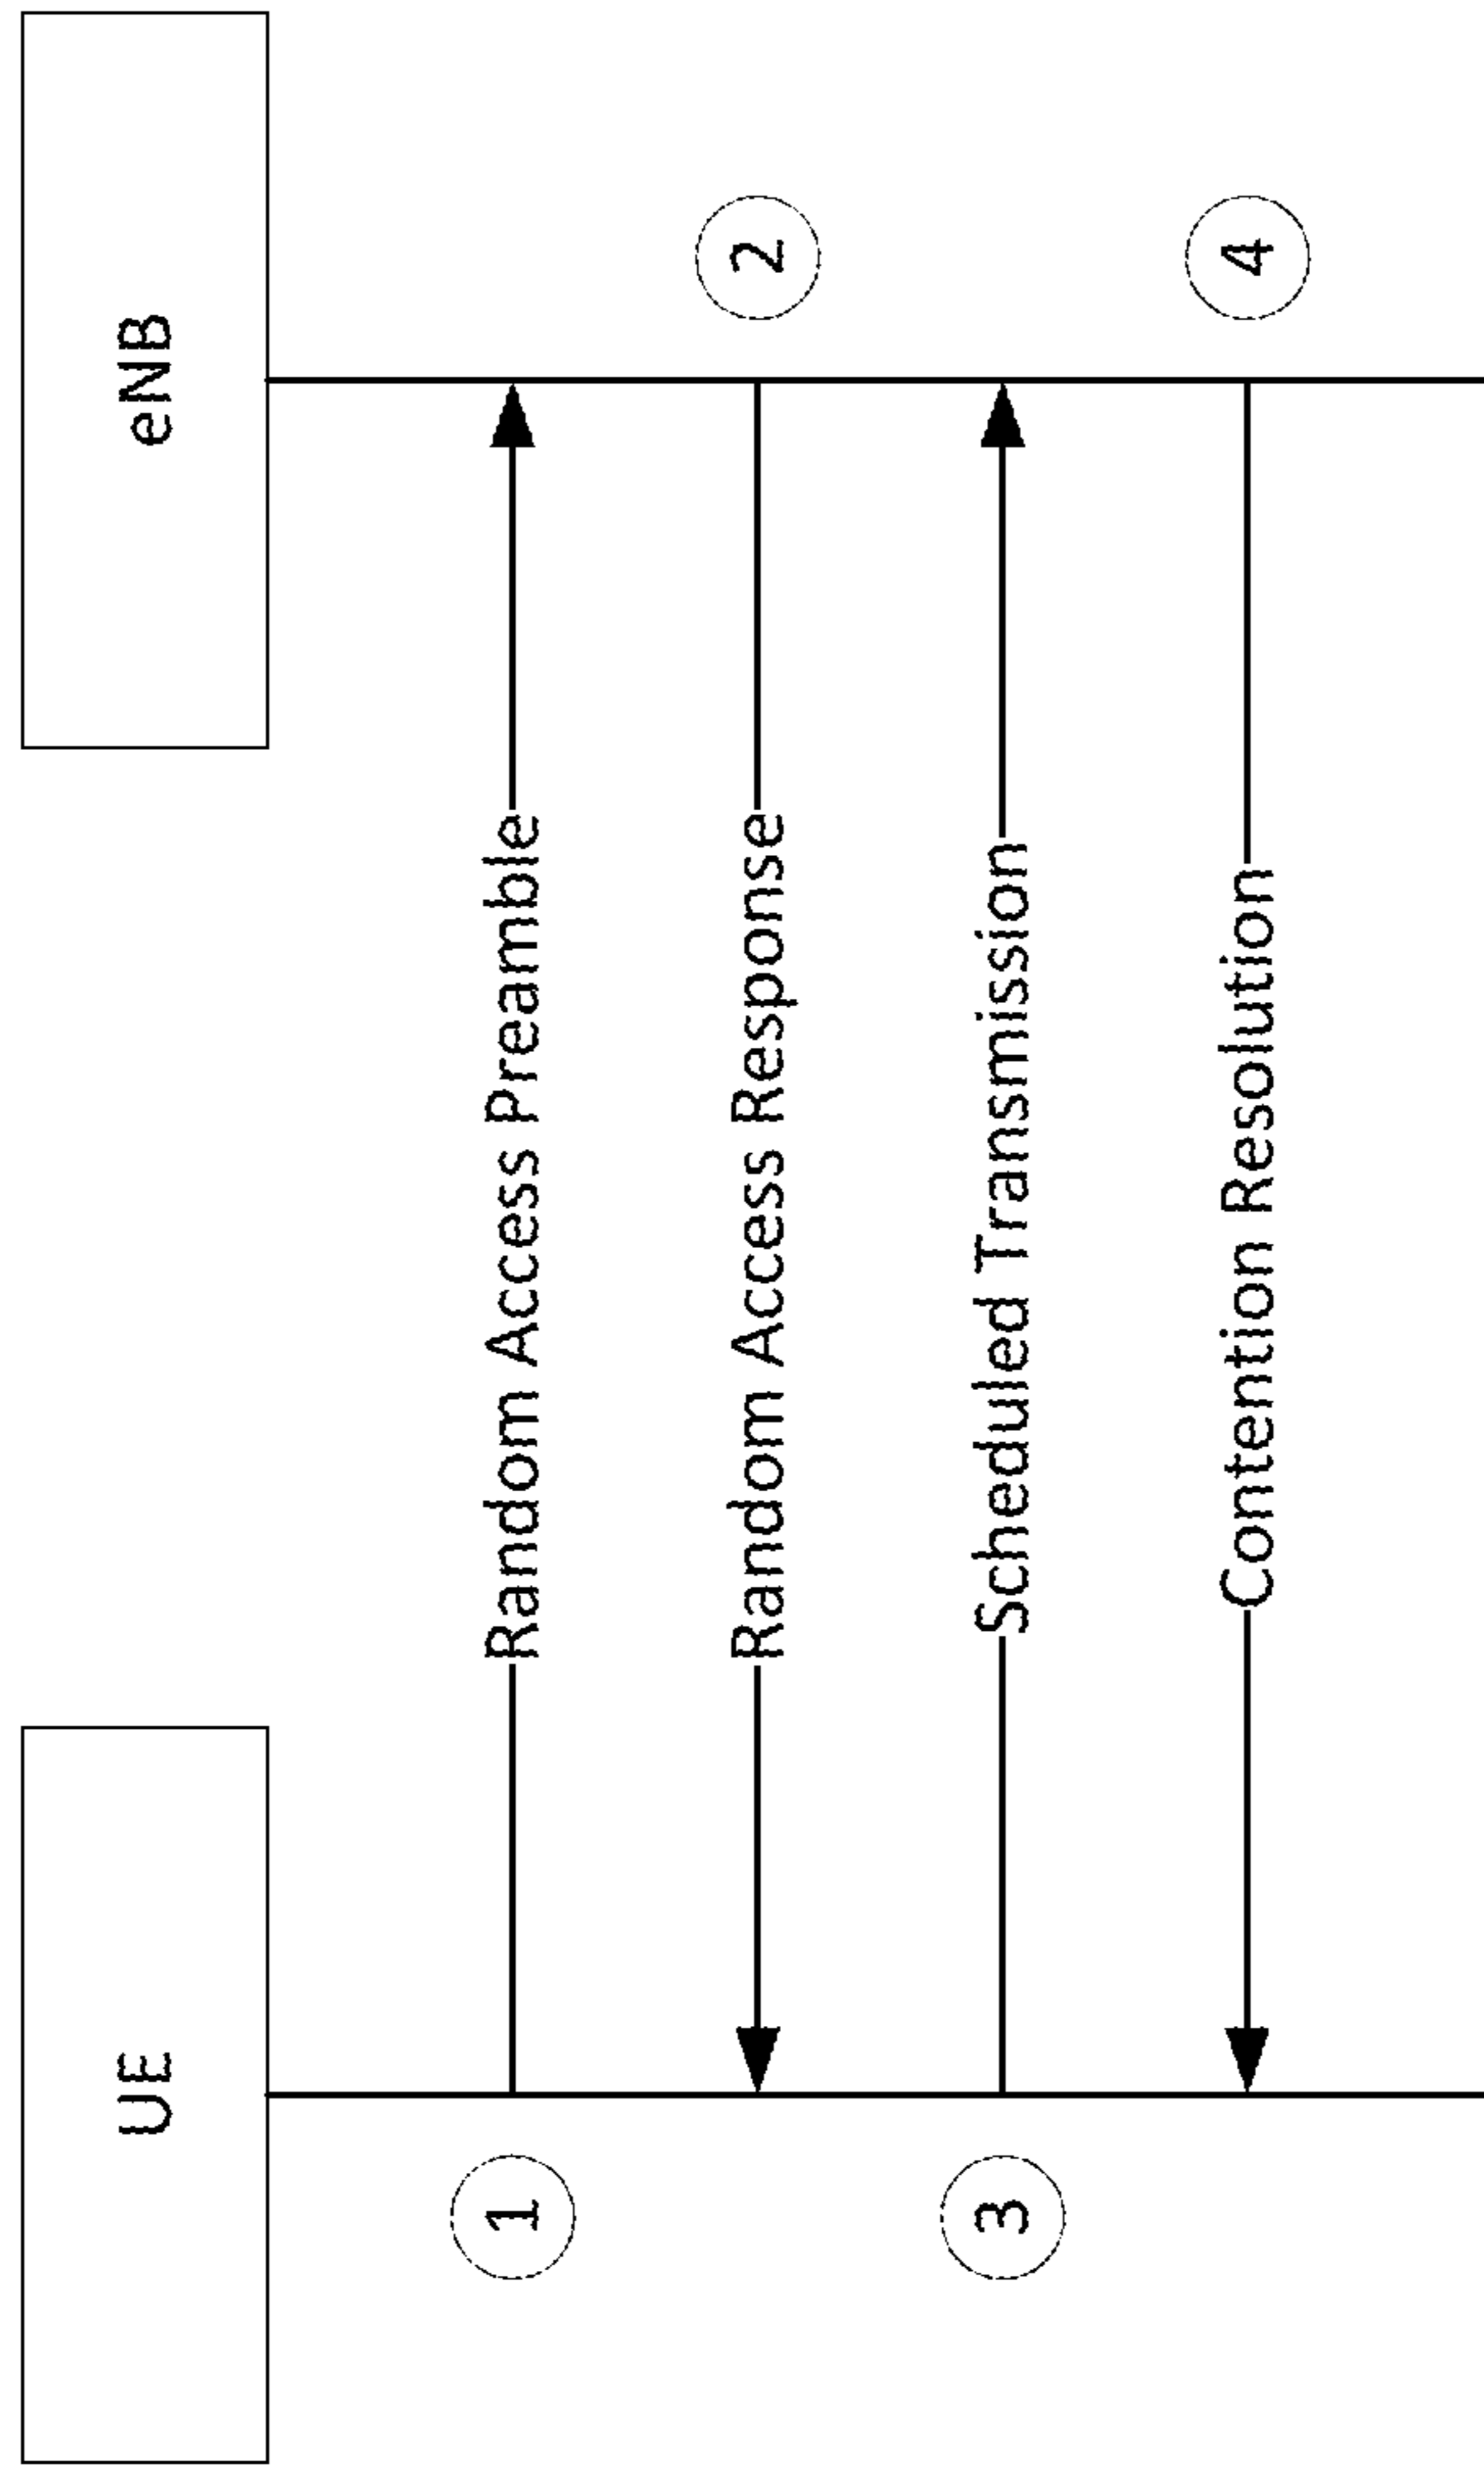 UE
eNB
1
Random Access Preamble
Random Access Response
2
3
Scheduled Transmission
Contention Resolution
4